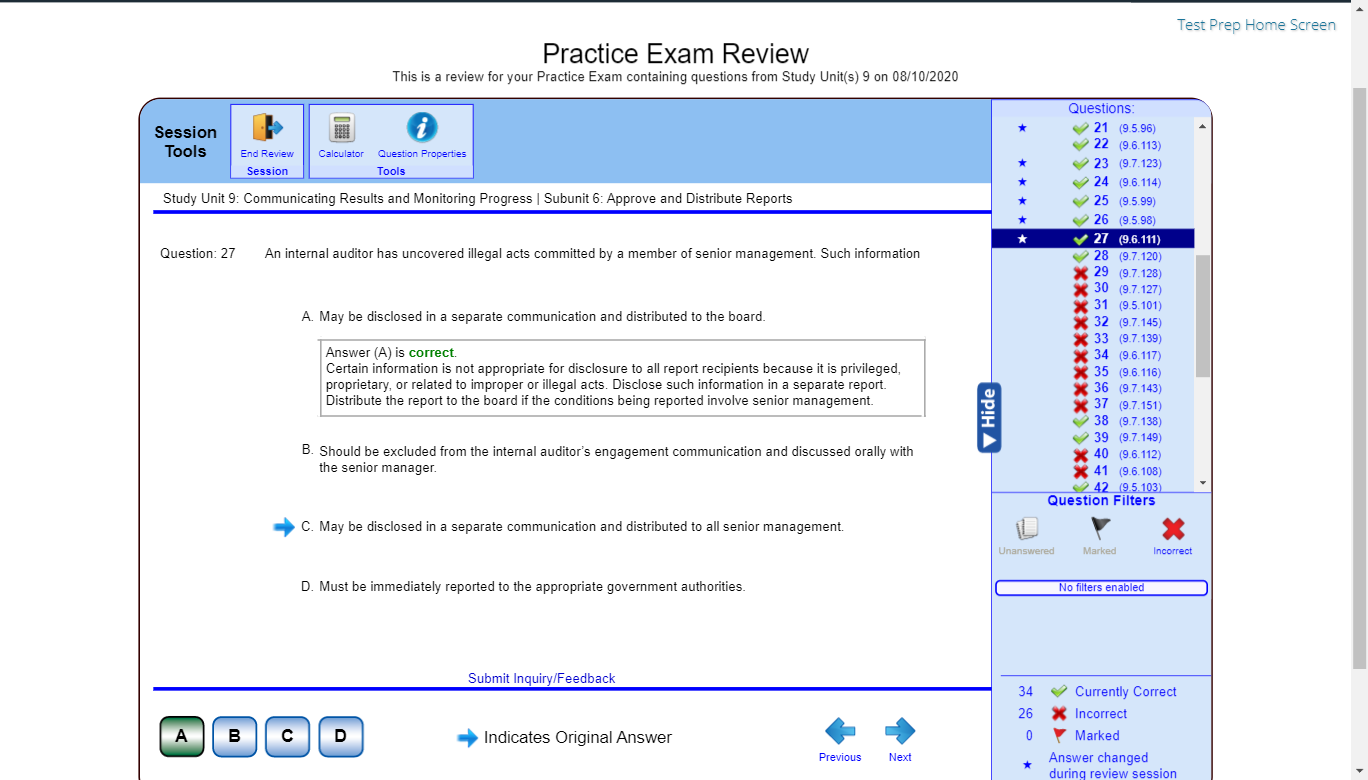 Test Prep Home Screen
Practice Exam Review
This is a review for your Practice Exam containing questions from Study Unit(s) 9 on 08/10/2020
Session Tools
End Review
Session
Calculator
Question Properties
Tools
Study Unit 9: Communicating Results and Monitoring Progress | Subunit 6: Approve and Distribute Reports
Question: 27 An internal auditor has uncovered illegal acts committed by a member of senior management. Such information
A. May be disclosed in a separate communication and distributed to the board.
Answer (A) is correct.
Certain information is not appropriate for disclosure to all report recipients because it is privileged,
proprietary, or related to improper or illegal acts. Disclose such information in a separate report.
Distribute the report to the board if the conditions being reported involve senior management.
B. Should be excluded from the internal auditor's engagement communication and discussed orally with
the senior manager.
C. May be disclosed in a separate communication and distributed to all senior management.
D. Must be immediately reported to the appropriate government authorities.
Submit Inquiry/Feedback
A B C D
Indicates Original Answer
Previous
Next
Hide
Questions:
21 (9.5.96)
22 (9.6.113)
23 (9.7.123)
24 (9.6.114)
25 (9.5.99)
26 (9.5.98)
27 (9.6.111)
28 (9.7.120)
29 (9.7.128)
30 (9.7.127)
31 (9.5.101)
32 (9.7.145)
33 (9.7.139)
34 (9.6.117)
35 (9.6.116)
36 (9.7.143)
37 (9.7.151)
38 (9.7.138)
39 (9.7.149)
40 (9.6.112)
41 (9.6.108)
42 (9.5.103)
Question Filters
Unanswered
Marked
Incorrect
No filters enabled
34 Currently Correct
26 Incorrect
0 Marked
Answer changed
during review session